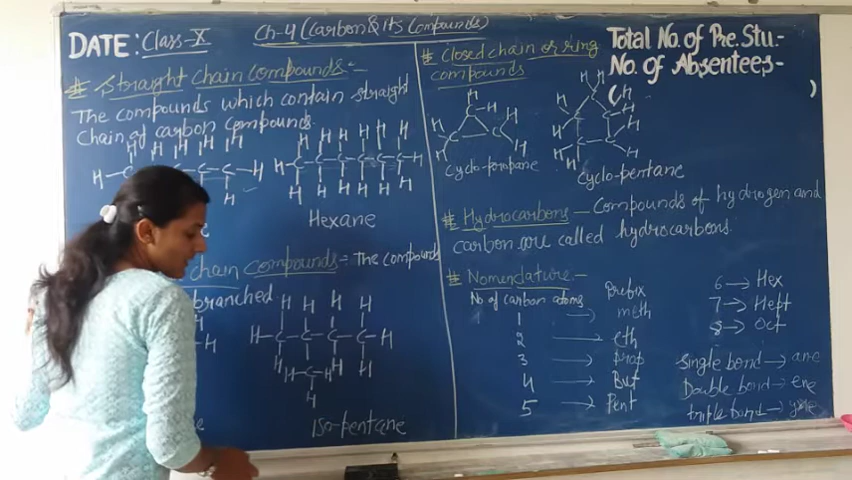 DATE: Class-X
Ch-4 (Carbon & Its Compounds)
Total No. of Pre. Stu.-
No. of Absentees-
# Straight Chain Compounds :-
The compounds which contain straight
chain of carbon compounds.
H H H H H
H C C C H
H
H H H H H H
H-C-C-C-C-C-C-H
H H H H H H
Hexane
chain compounds = The compounds
branched
H H H H
H-C-C-C-C-H
H H
H-C-H
H
Iso-pentane
# Closed chain or ring
compounds
H
C H H
H C C
H H
Cyclo-propane
Cyclo-pentane
# Hydrocarbons - Compounds of hydrogen and
carbon are called hydrocarbons.
# Nomenclature -
No of carbon atoms Prefix
1 → meth
2 → eth
3 → prop
4 → But
5 → Pent
6 → Hex
7 → Hept
8 → Oct
Single bond → ane
Double bond → ene
triple bond → yne